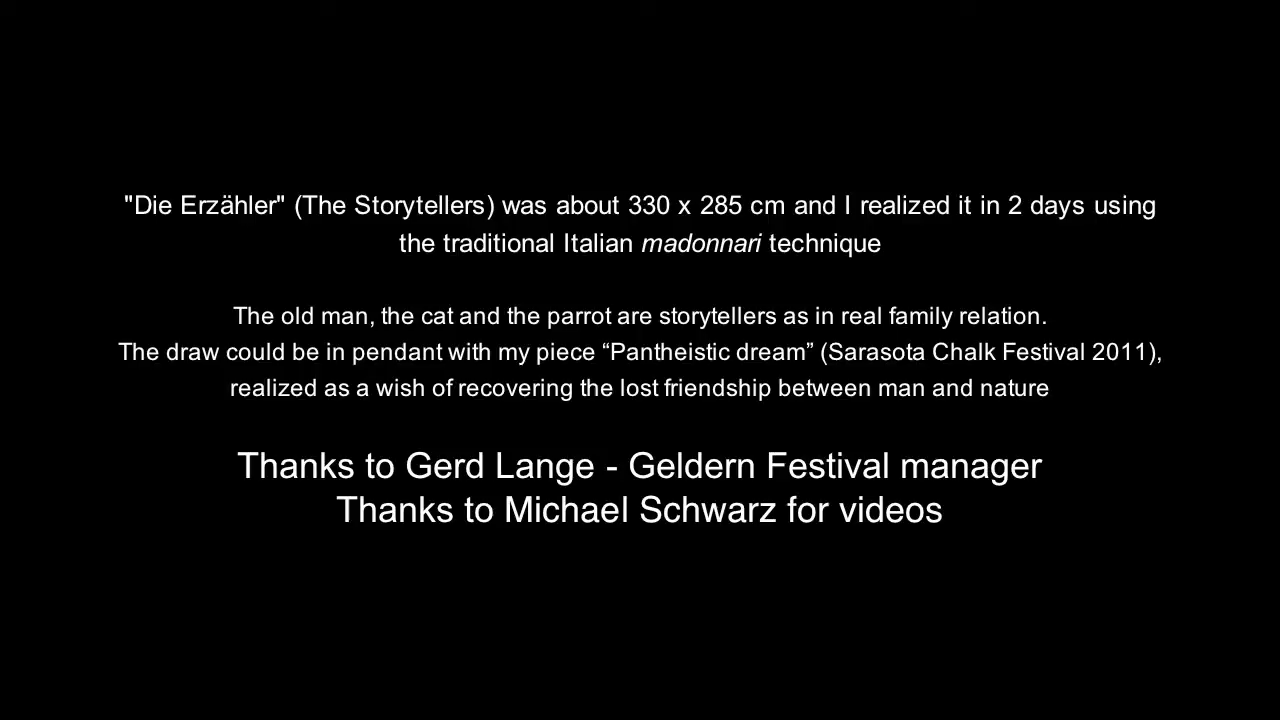 "Die Erzähler" (The Storytellers) was about 330 x 285 cm and I realized it in 2 days using
the traditional Italian madonnari technique
The old man, the cat and the parrot are storytellers as in real family relation.
The draw could be in pendant with my piece “Pantheistic dream” (Sarasota Chalk Festival 2011),
realized as a wish of recovering the lost friendship between man and nature
Thanks to Gerd Lange - Geldern Festival manager
Thanks to Michael Schwarz for videos